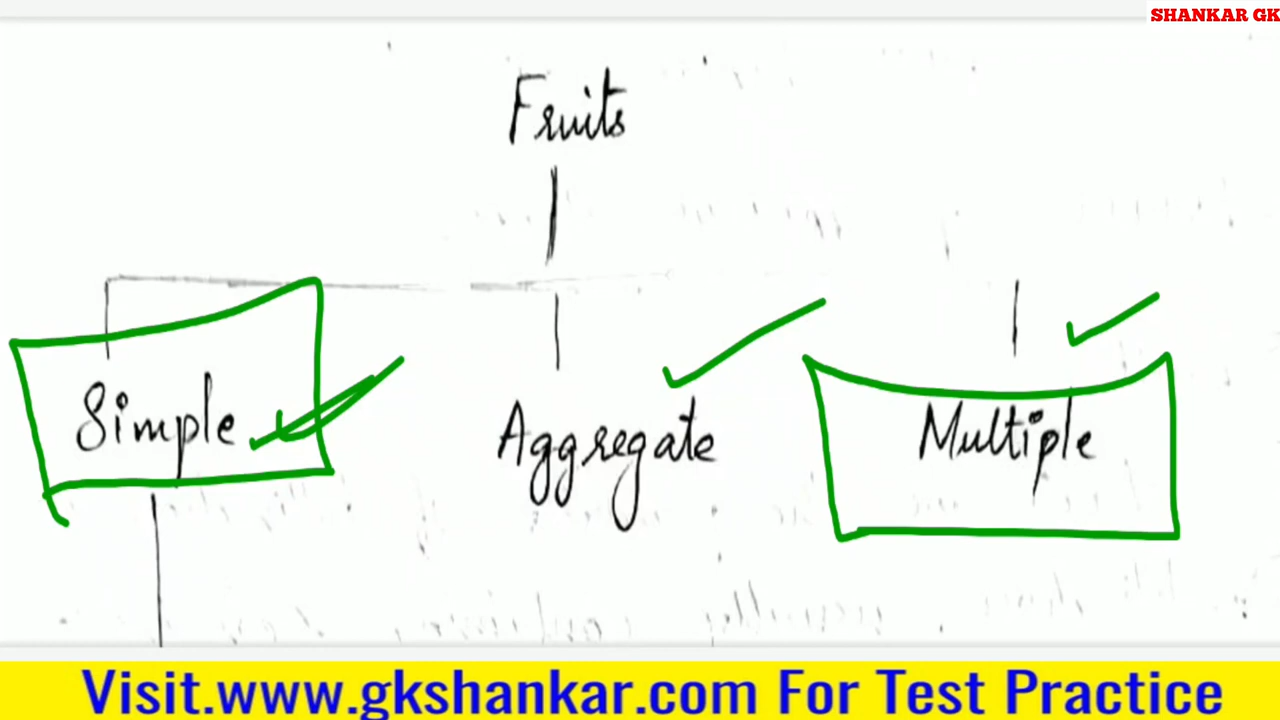 SHANKAR GK
Fruits
Simple
Aggregate
Multiple
Visit.www.gkshankar.com For Test Practice